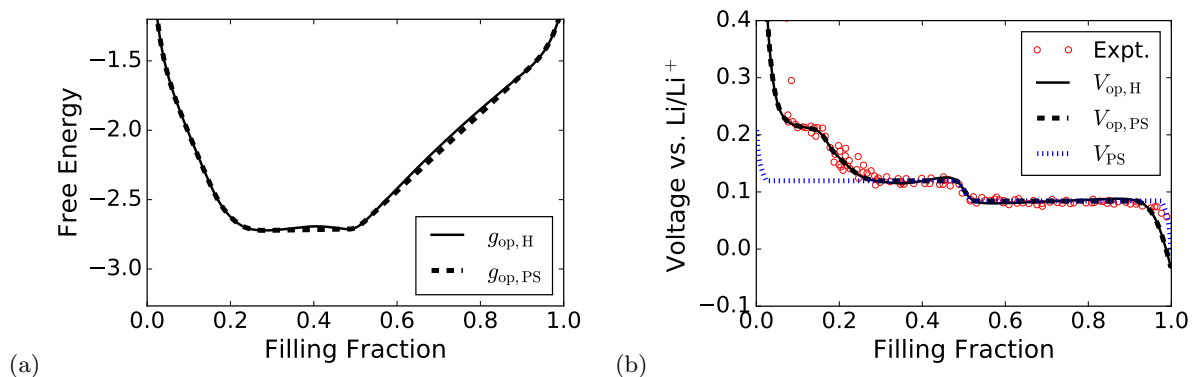 −1.5
−2.0
−2.5
−3.0
Free Energy
0.0 0.2 0.4 0.6 0.8 1.0
Filling Fraction
g_op, H
g_op, PS
(a)
0.4
0.3
0.2
0.1
0.0
−0.1
Voltage vs. Li/Li⁺
0.0 0.2 0.4 0.6 0.8 1.0
Filling Fraction
Expt.
V_op, H
V_op, PS
V_PS
(b)